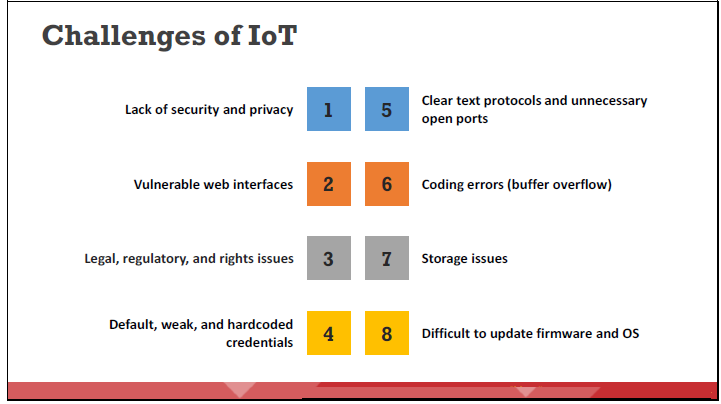 Challenges of IoT
Lack of security and privacy
1
5
Clear text protocols and unnecessary
open ports
Vulnerable web interfaces
2
6
Coding errors (buffer overflow)
Legal, regulatory, and rights issues
3
7
Storage issues
Default, weak, and hardcoded
credentials
4
8
Difficult to update firmware and OS